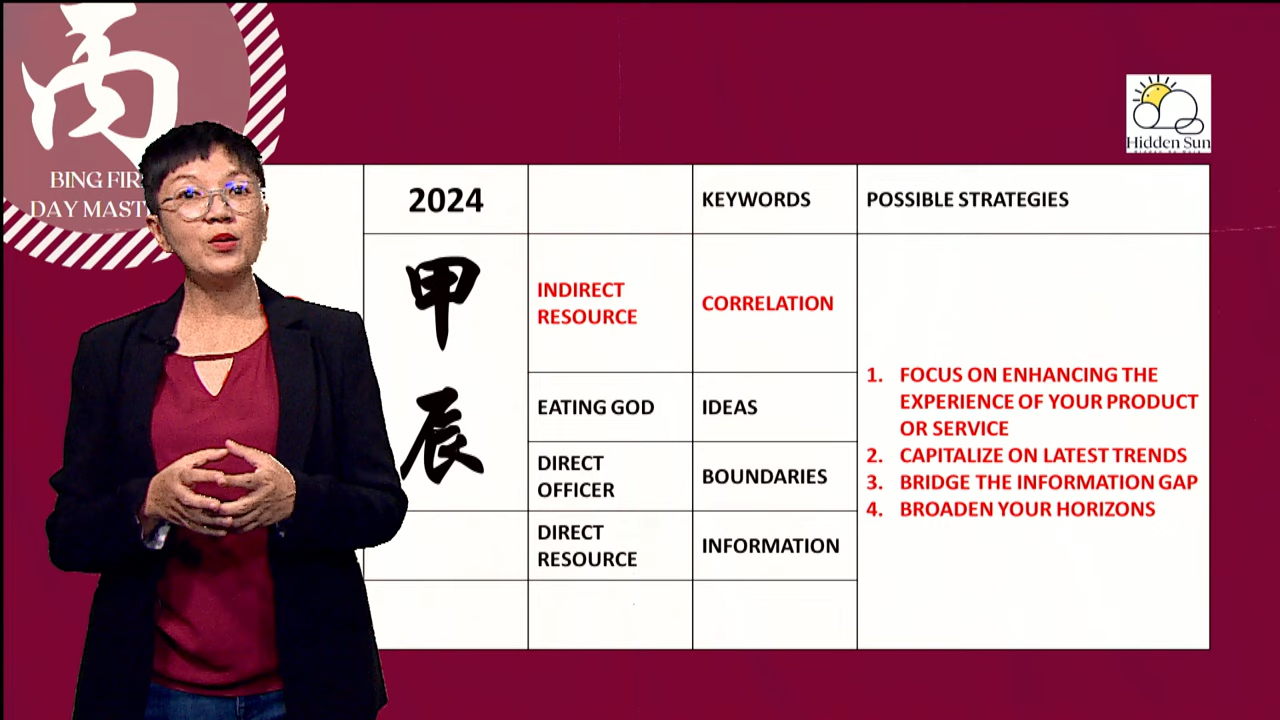 丙
BING FIR
DAY MAST
Hidden Sun
2024
KEYWORDS
POSSIBLE STRATEGIES
甲
辰
INDIRECT
RESOURCE
CORRELATION
EATING GOD
IDEAS
DIRECT
OFFICER
BOUNDARIES
DIRECT
RESOURCE
INFORMATION
1. FOCUS ON ENHANCING THE
EXPERIENCE OF YOUR PRODUCT
OR SERVICE
2. CAPITALIZE ON LATEST TRENDS
3. BRIDGE THE INFORMATION GAP
4. BROADEN YOUR HORIZONS